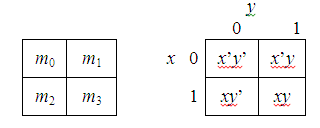 y
0 1
m0 m1 x 0 x’y’ x’y
m2 m3 1 xy’ xy